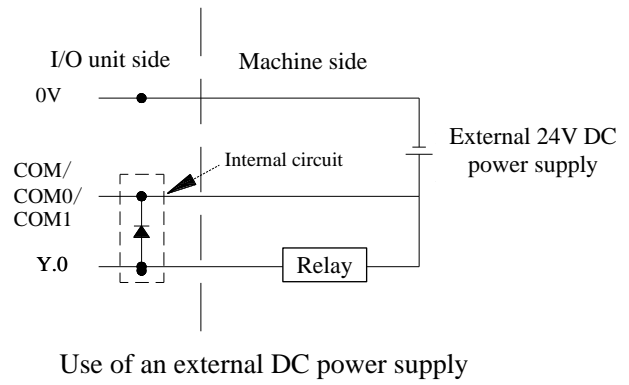 I/O unit side
Machine side
0V
External 24V DC
power supply
Internal circuit
COM/
COM0/
COM1
Y.0
Relay
Use of an external DC power supply